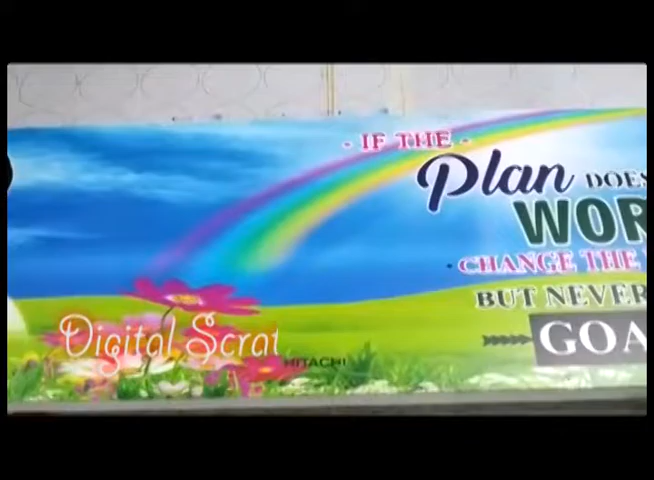 - IF THE -
Plan DOES
WOR
CHANGE THE
BUT NEVER
GOA
Digital Scrat
HITACHI